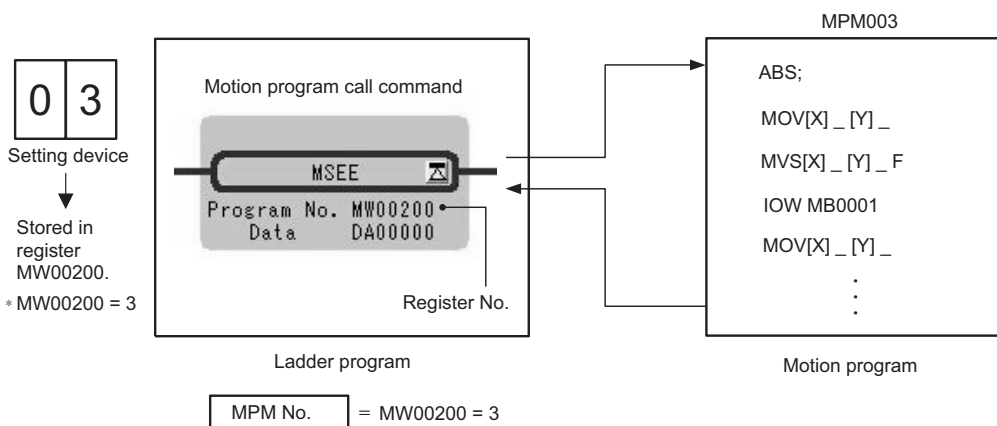 0 3
Setting device
Stored in
register
MW00200.
* MW00200 = 3
Motion program call command
MSEE
Program No. MW00200
Data DA00000
Register No.
Ladder program
MPM No. = MW00200 = 3
MPM003
ABS;
MOV[X] _ [Y] _
MVS[X] _ [Y] _ F
IOW MB0001
MOV[X] _ [Y] _
Motion program